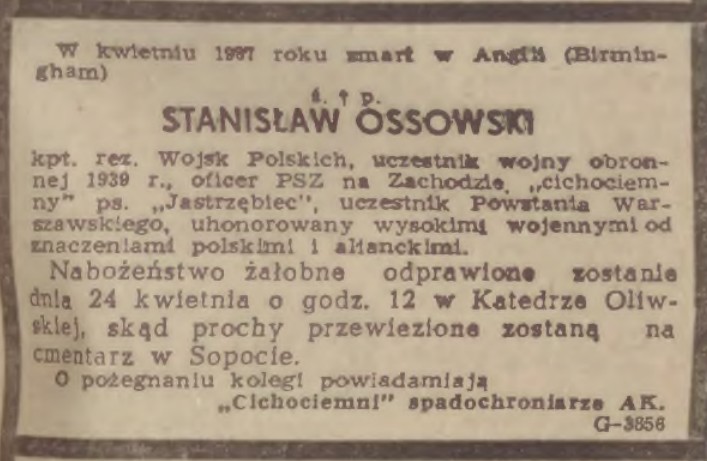 W kwietniu 1987 roku zmarł w Anglii (Birmin-
gham)
ś. † p.
STANISŁAW OSSOWSKI
kpt. rez. Wojsk Polskich, uczestnik wojny obron-
nej 1939 r., oficer PSZ na Zachodzie, „cichociem-
ny" ps. „Jastrzębiec", uczestnik Powstania War-
szawskiego, uhonorowany wysokimi wojennymi od
znaczeniami polskimi i alianckimi.
Nabożeństwo żałobne odprawione zostanie
dnia 24 kwietnia o godz. 12 w Katedrze Oliw-
skiej, skąd prochy przewiezione zostaną na
cmentarz w Sopocie.
O pożegnaniu kolegi powiadamiają
„Cichociemni" spadochroniarze AK.
G-3856